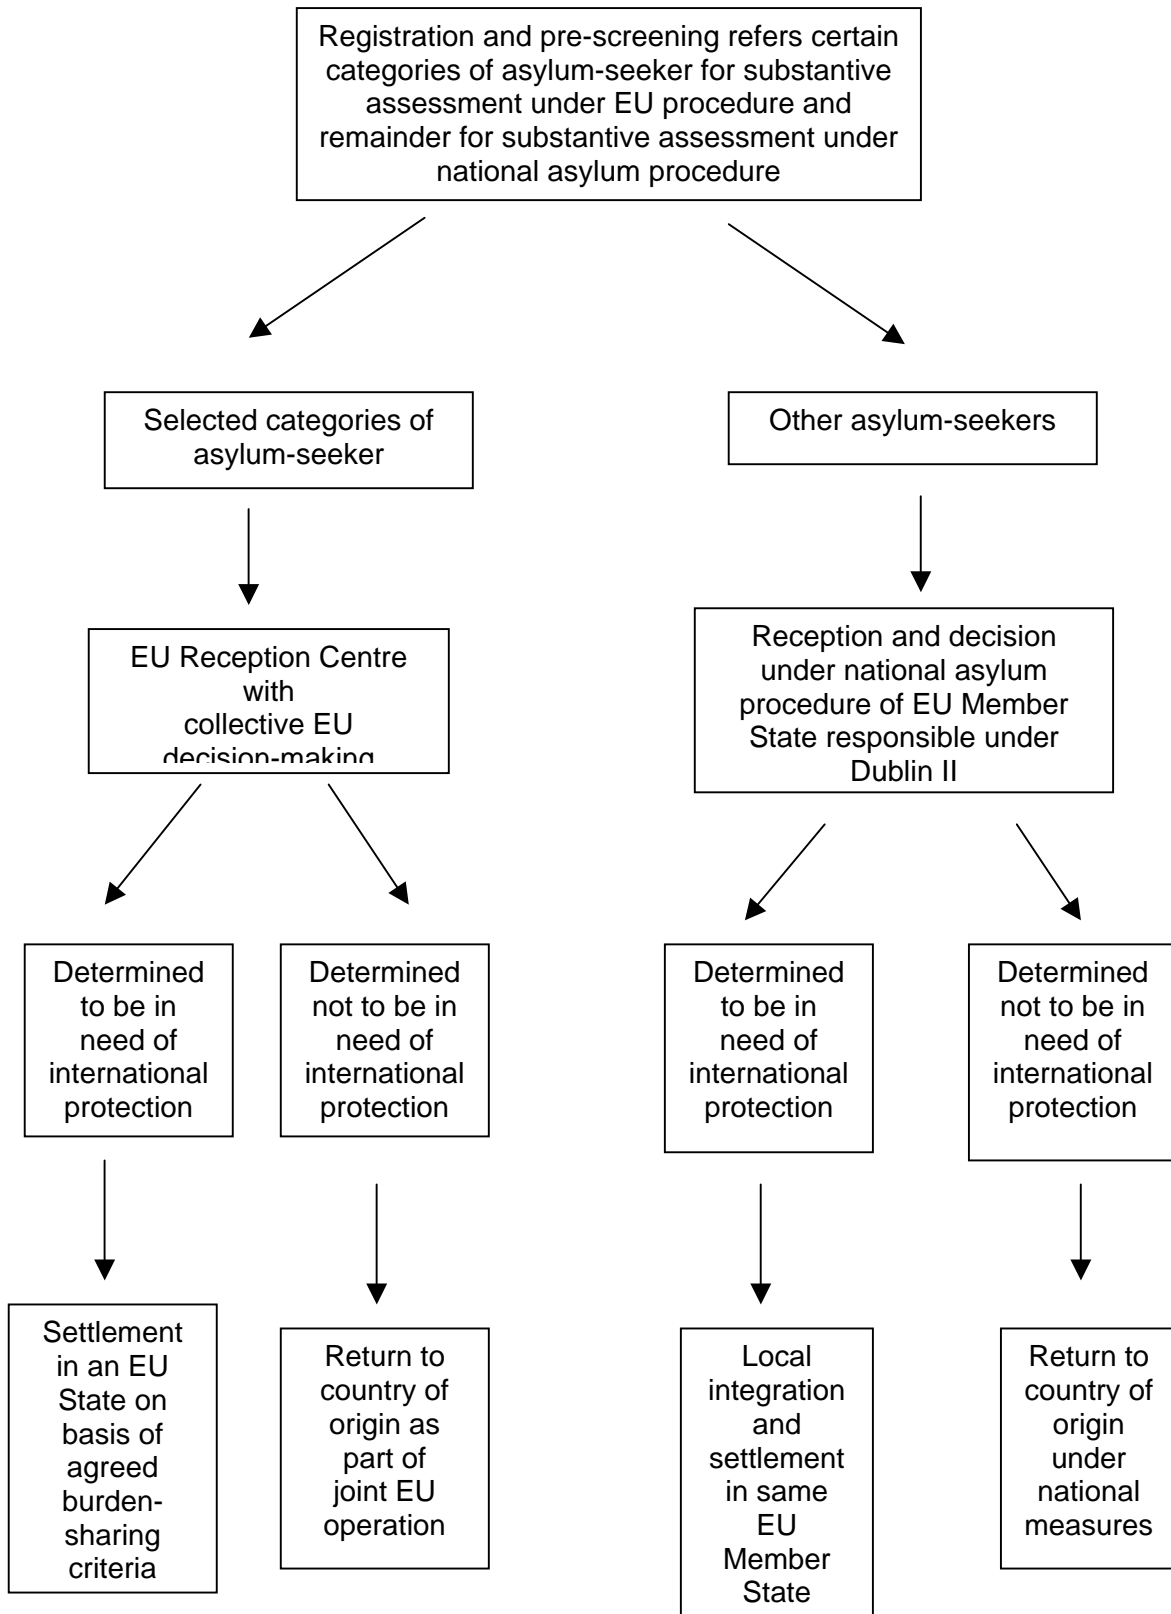 Registration and pre-screening refers certain
categories of asylum-seeker for substantive
assessment under EU procedure and
remainder for substantive assessment under
national asylum procedure
Selected categories of
asylum-seeker
Other asylum-seekers
EU Reception Centre
with
collective EU
decision-making
Reception and decision
under national asylum
procedure of EU Member
State responsible under
Dublin II
Determined
to be in
need of
international
protection
Determined
not to be in
need of
international
protection
Determined
to be in
need of
international
protection
Determined
not to be in
need of
international
protection
Settlement
in an EU
State on
basis of
agreed
burden-
sharing
criteria
Return to
country of
origin as
part of
joint EU
operation
Local
integration
and
settlement
in same
EU
Member
State
Return to
country of
origin
under
national
measures